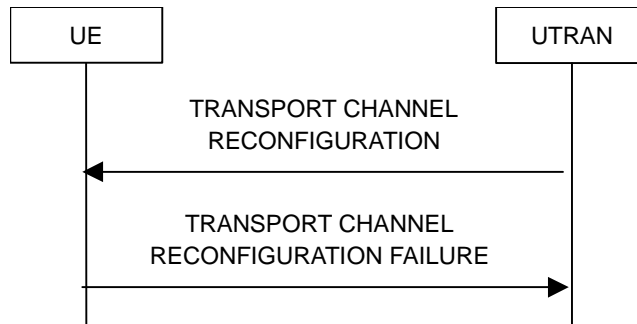 UE
UTRAN
TRANSPORT CHANNEL
RECONFIGURATION
TRANSPORT CHANNEL
RECONFIGURATION FAILURE